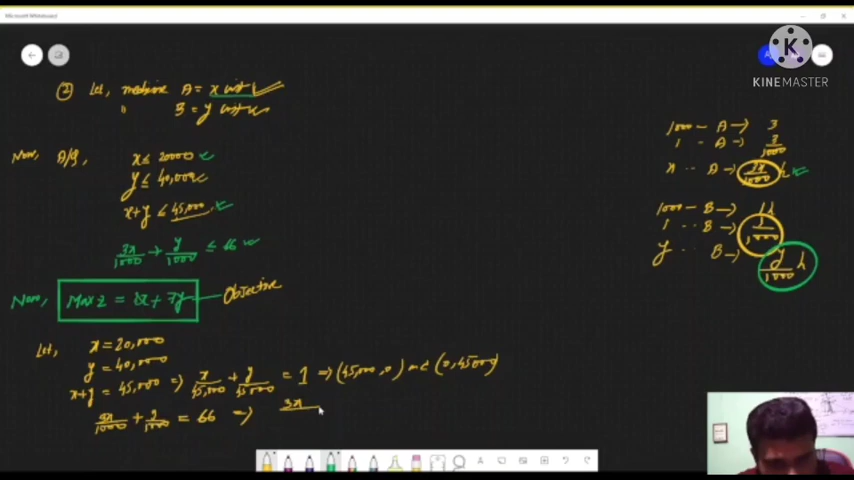 Microsoft Whiteboard
KINEMASTER
② Let, medicine A = x unit
" B = y unit
Now, A/Q, x ≤ 20000
y ≤ 40,000
x+y ≤ 45,000
3x/1000 + y/1000 ≤ 66
Now, Max Z = 8x + 7y — Objective
Let, x = 20,000
y = 40,000
x+y = 45,000 ⇒ x/45,000 + y/45,000 = 1 ⇒ (45,000,0) and (0,45000)
3x/1000 + y/1000 = 66 ⇒ 3x
1000 — A → 3
1 .. A → 3/1000
x .. A → 3x/1000 h
1000 — B → 1h
1 .. B → 1/1000
y .. B → y/1000 h